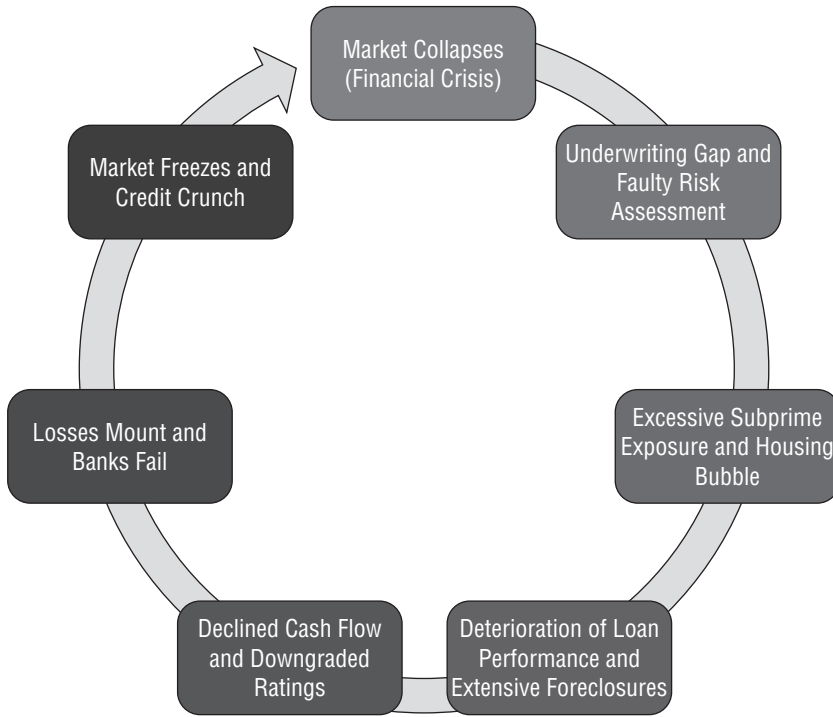 Market Collapses
(Financial Crisis)
Underwriting Gap and
Faulty Risk
Assessment
Excessive Subprime
Exposure and Housing
Bubble
Deterioration of Loan
Performance and
Extensive Foreclosures
Declined Cash Flow
and Downgraded
Ratings
Losses Mount and
Banks Fail
Market Freezes and
Credit Crunch